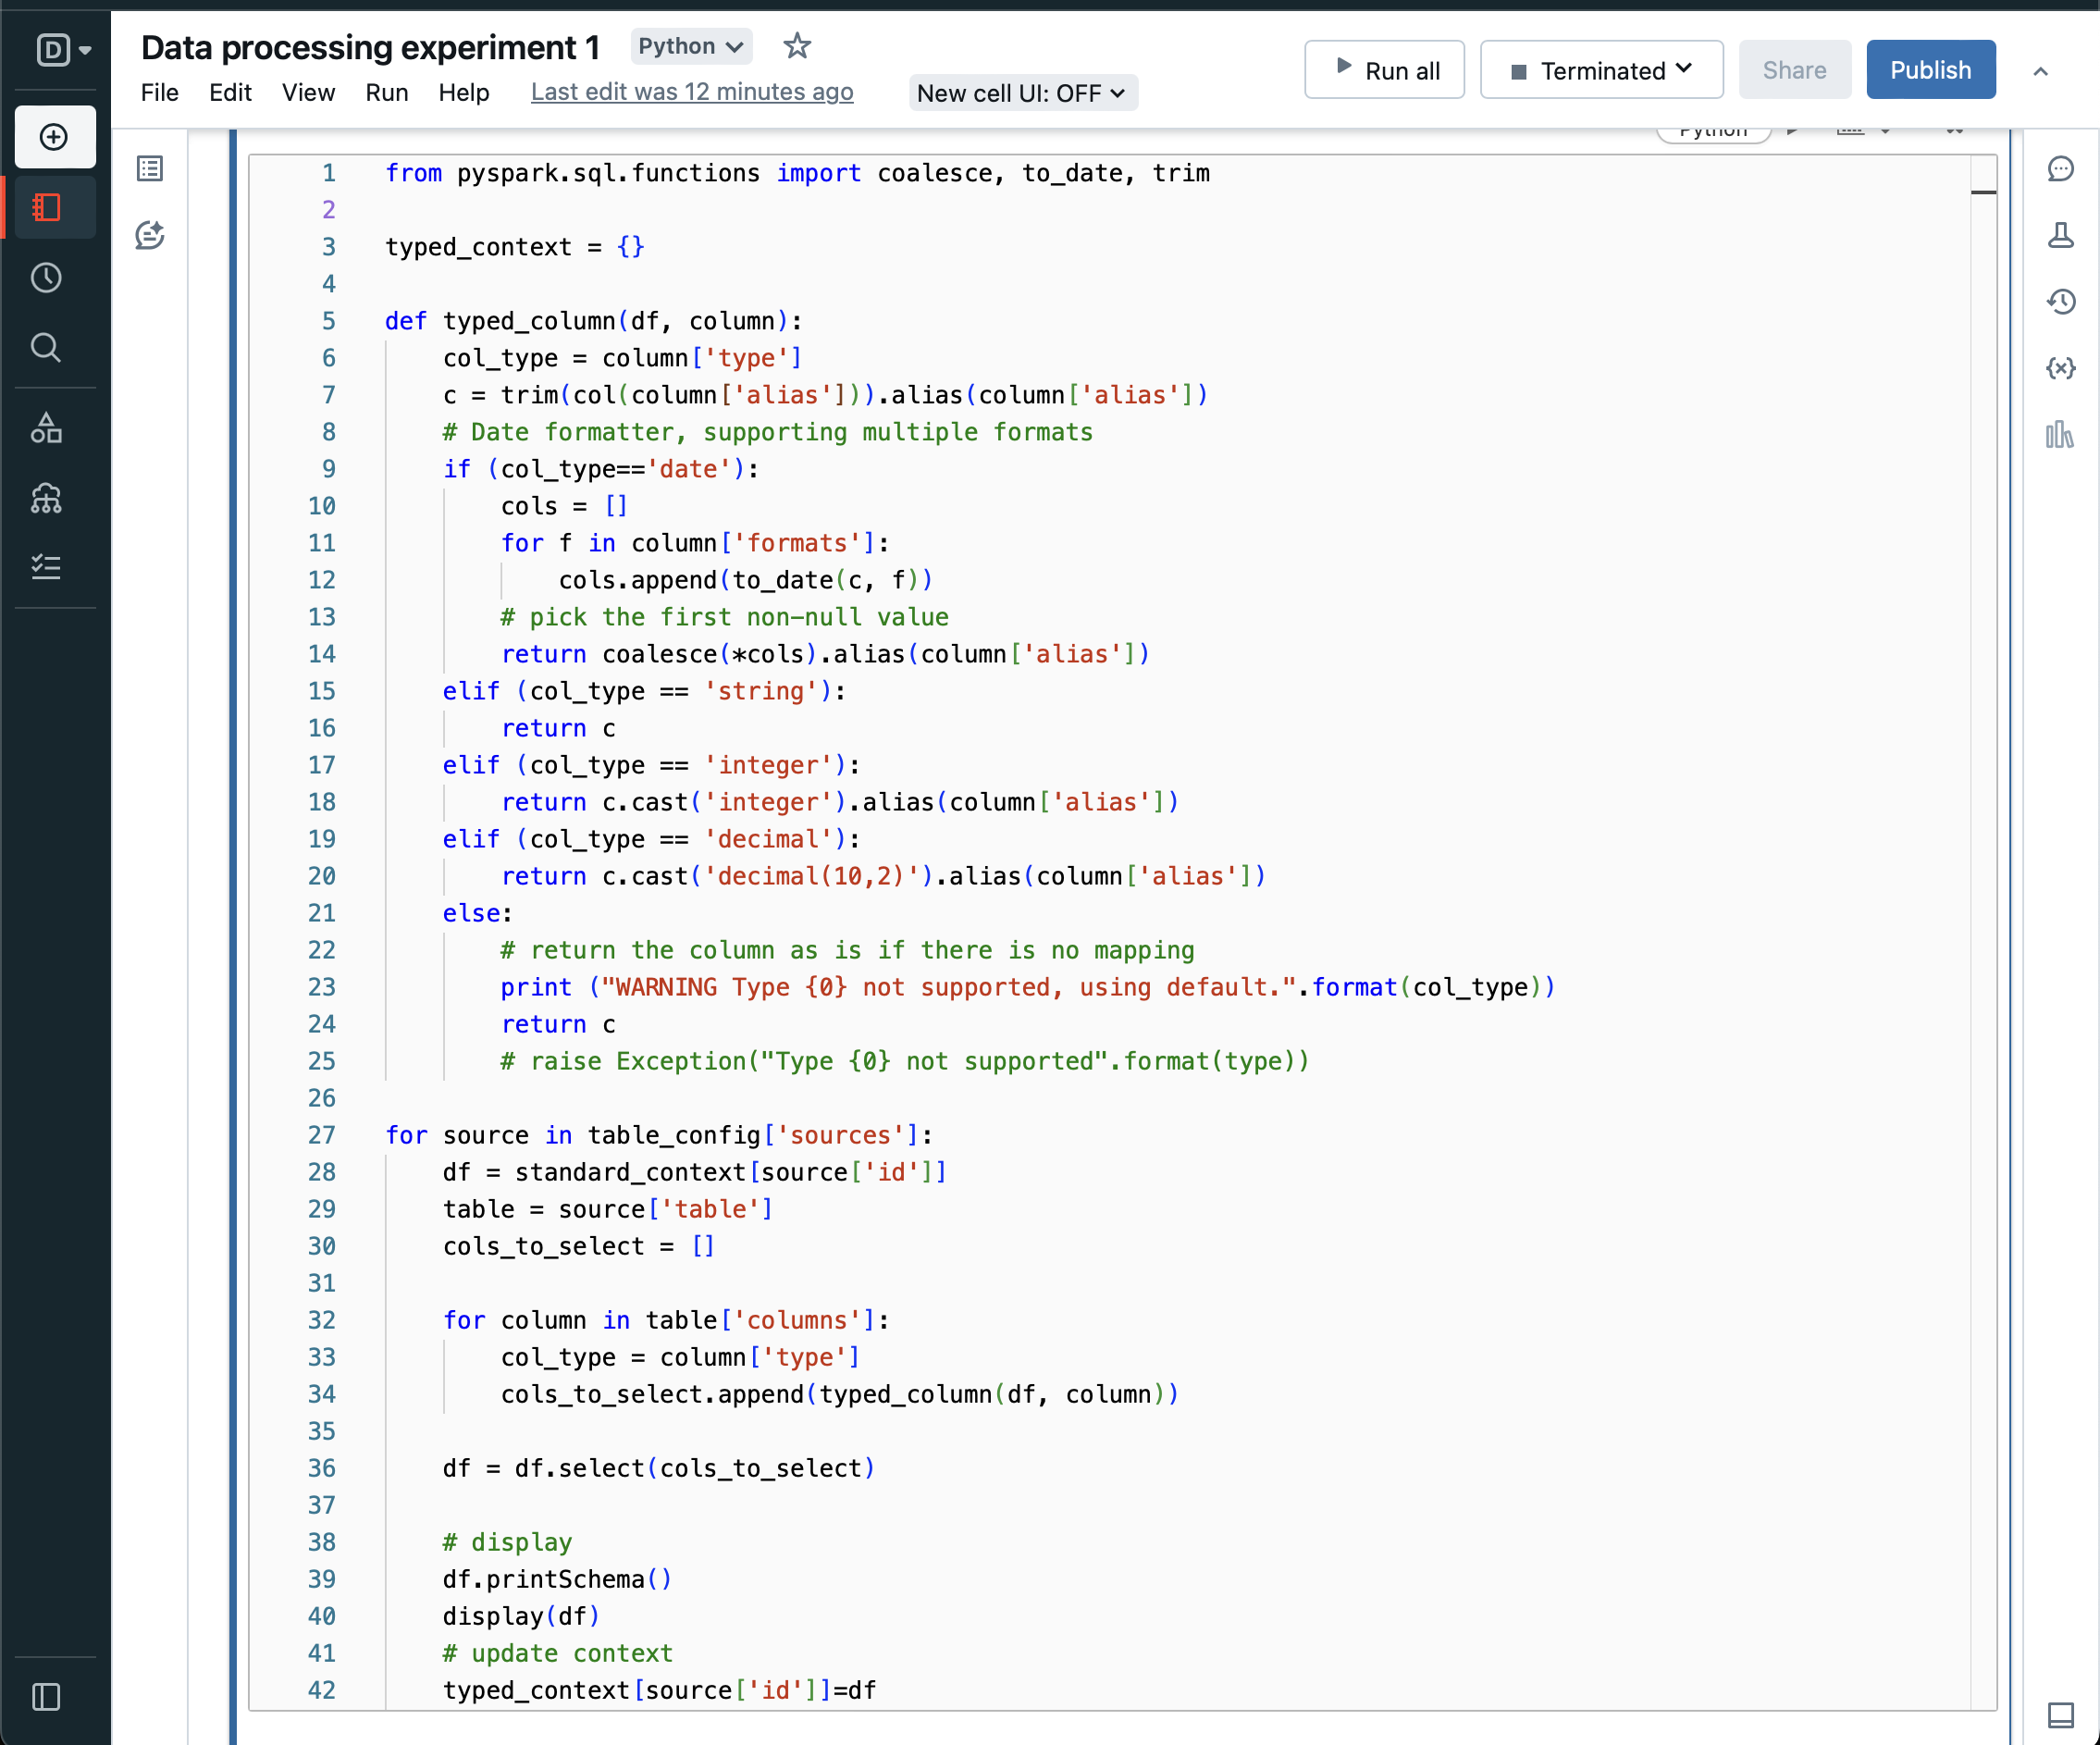 D
Data processing experiment 1 Python
File Edit View Run Help Last edit was 12 minutes ago New cell UI: OFF
Run all Terminated Share Publish
Python
1 from pyspark.sql.functions import coalesce, to_date, trim
2
3 typed_context = {}
4
5 def typed_column(df, column):
6     col_type = column['type']
7     c = trim(col(column['alias'])).alias(column['alias'])
8     # Date formatter, supporting multiple formats
9     if (col_type=='date'):
10         cols = []
11         for f in column['formats']:
12             cols.append(to_date(c, f))
13         # pick the first non-null value
14         return coalesce(*cols).alias(column['alias'])
15     elif (col_type == 'string'):
16         return c
17     elif (col_type == 'integer'):
18         return c.cast('integer').alias(column['alias'])
19     elif (col_type == 'decimal'):
20         return c.cast('decimal(10,2)').alias(column['alias'])
21     else:
22         # return the column as is if there is no mapping
23         print ("WARNING Type {0} not supported, using default.".format(col_type))
24         return c
25         # raise Exception("Type {0} not supported".format(type))
26
27 for source in table_config['sources']:
28     df = standard_context[source['id']]
29     table = source['table']
30     cols_to_select = []
31
32     for column in table['columns']:
33         col_type = column['type']
34         cols_to_select.append(typed_column(df, column))
35
36     df = df.select(cols_to_select)
37
38     # display
39     df.printSchema()
40     display(df)
41     # update context
42     typed_context[source['id']]=df